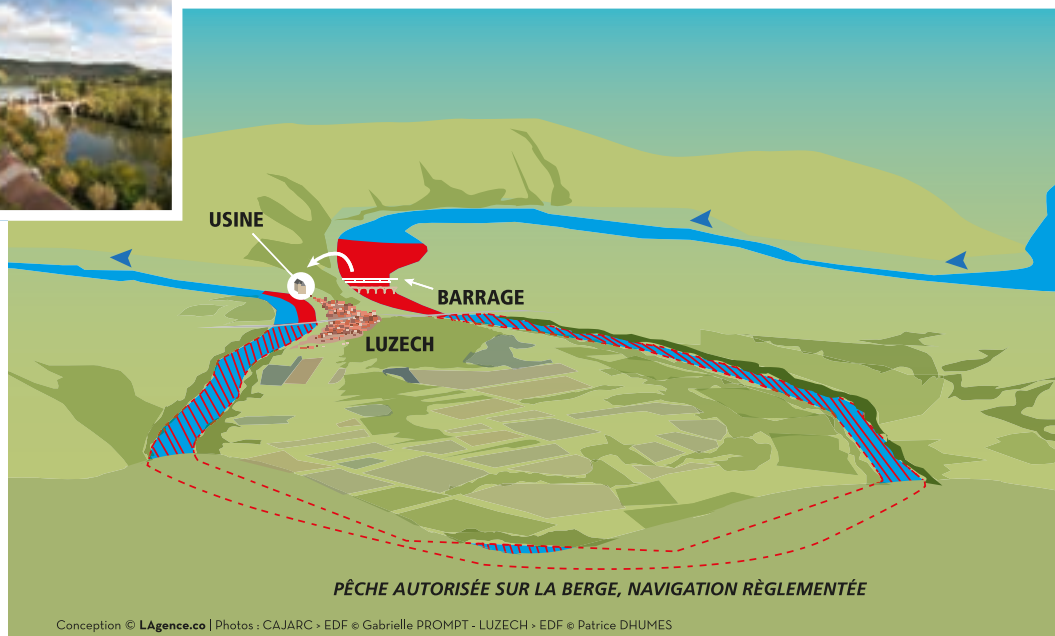 USINE
BARRAGE
LUZECH
PÊCHE AUTORISÉE SUR LA BERGE, NAVIGATION RÈGLEMENTÉE
Conception © LAgence.co | Photos : CAJARC > EDF © Gabrielle PROMPT - LUZECH > EDF © Patrice DHUMES